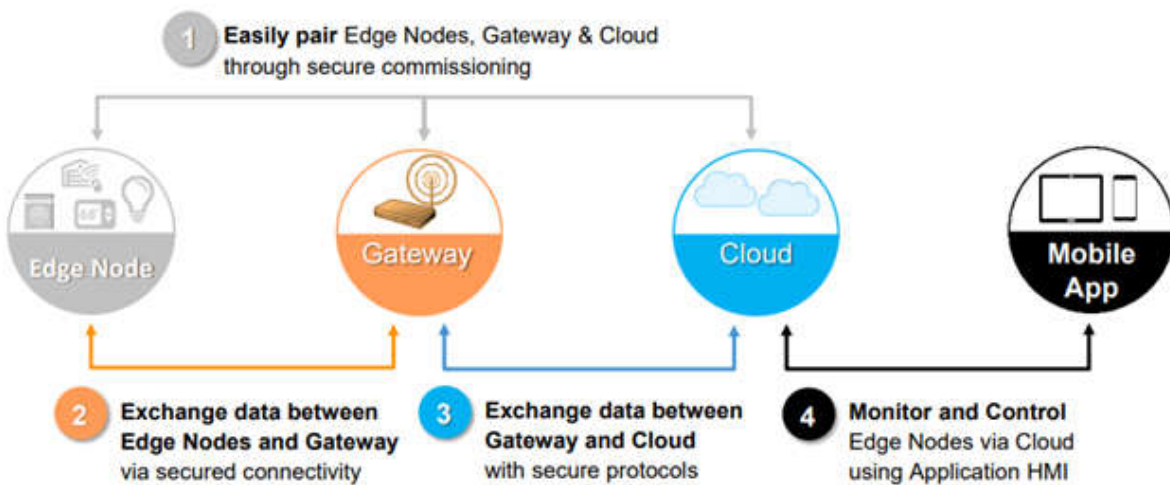 1
Easily pair Edge Nodes, Gateway & Cloud
through secure commissioning
Edge Node
Gateway
Cloud
Mobile
App
2
Exchange data between
Edge Nodes and Gateway
via secured connectivity
3
Exchange data between
Gateway and Cloud
with secure protocols
4
Monitor and Control
Edge Nodes via Cloud
using Application HMI